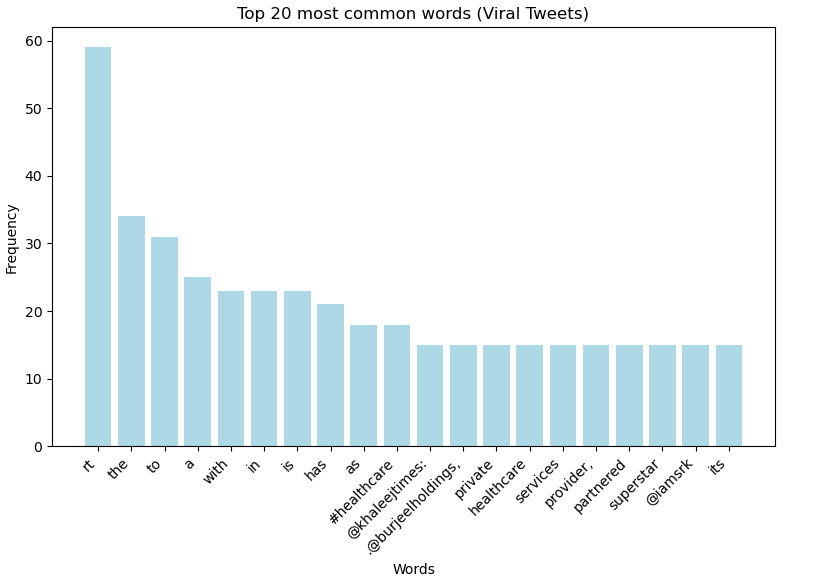 Top 20 most common words (Viral Tweets)
Frequency
60
50
40
30
20
10
0
rt
the
to
a
with
in
is
has
as
#healthcare
@khaleejtimes:
.@burjeelholdings,
private
healthcare
services
provider,
partnered
superstar
@iamsrk
its
Words